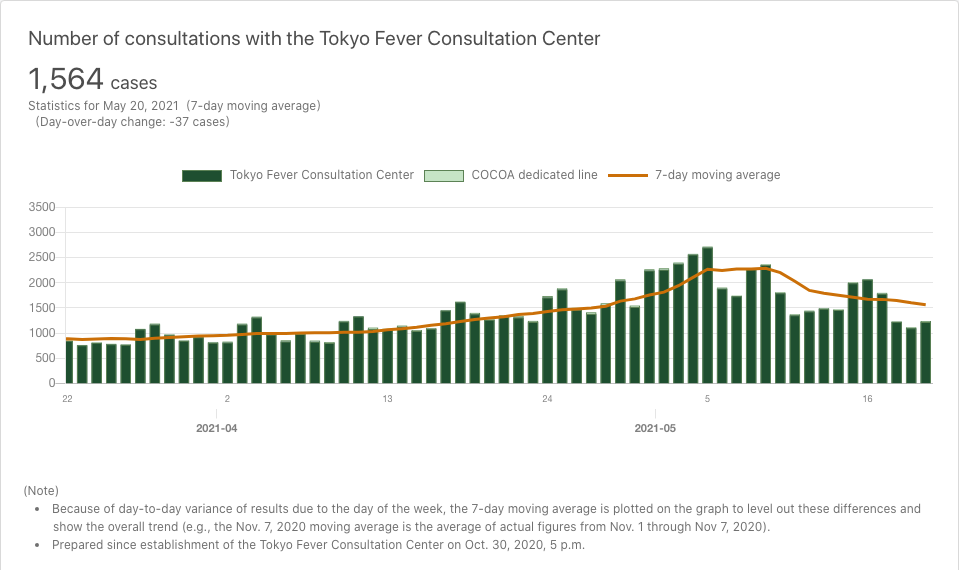 Number of consultations with the Tokyo Fever Consultation Center
1,564 cases
Statistics for May 20, 2021 (7-day moving average)
(Day-over-day change: -37 cases)
Tokyo Fever Consultation Center COCOA dedicated line 7-day moving average
3500
3000
2500
2000
1500
1000
500
0
22 2 13 24 5 16
2021-04 2021-05
(Note)
• Because of day-to-day variance of results due to the day of the week, the 7-day moving average is plotted on the graph to level out these differences and
show the overall trend (e.g., the Nov. 7, 2020 moving average is the average of actual figures from Nov. 1 through Nov 7, 2020).
• Prepared since establishment of the Tokyo Fever Consultation Center on Oct. 30, 2020, 5 p.m.